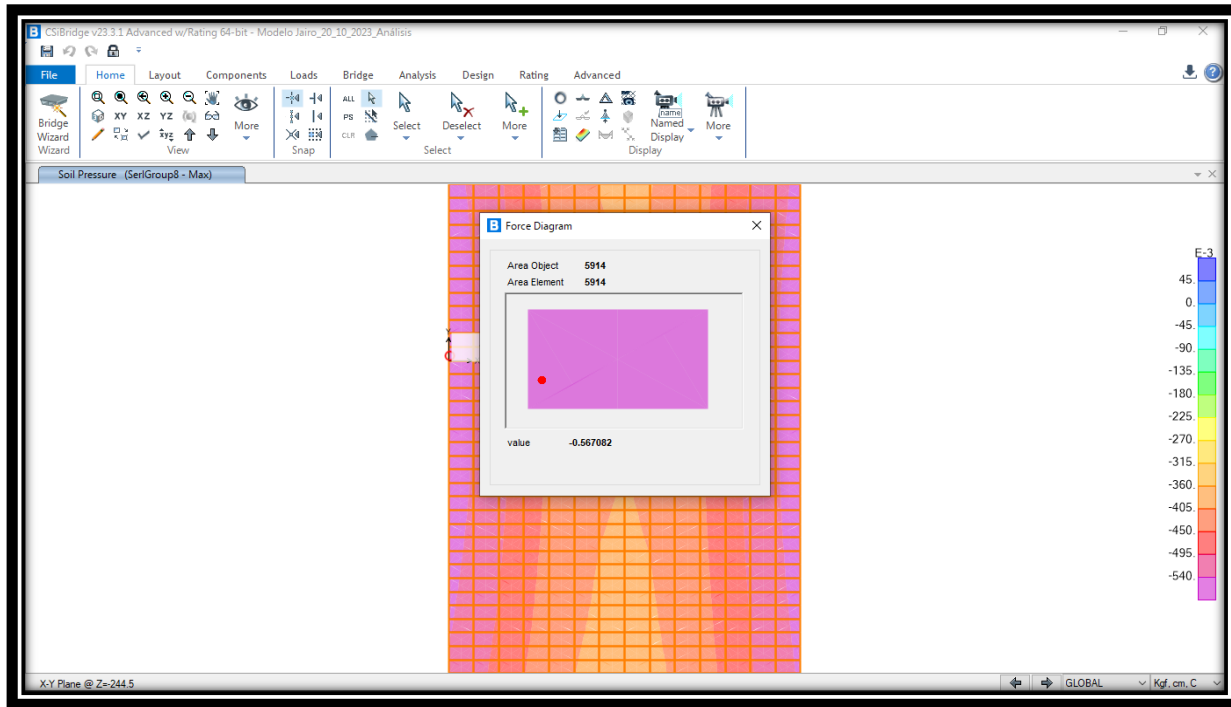 B CSiBridge v23.3.1 Advanced w/Rating 64-bit - Modelo Jairo_20_10_2023_Análisis
File Home Layout Components Loads Bridge Analysis Design Rating Advanced
XY XZ YZ
xyz
ALL
PS
CLR
name
Bridge Wizard
More
Select
Deselect
More
Named Display
More
Wizard View Snap Select Display
Soil Pressure (SerIGroup8 - Max)
B Force Diagram
Area Object 5914
Area Element 5914
value -0.567082
Y
E-3
45.
0.
-45.
-90.
-135.
-180.
-225.
-270.
-315.
-360.
-405.
-450.
-495.
-540.
X-Y Plane @ Z=-244.5
GLOBAL
Kgf, cm, C